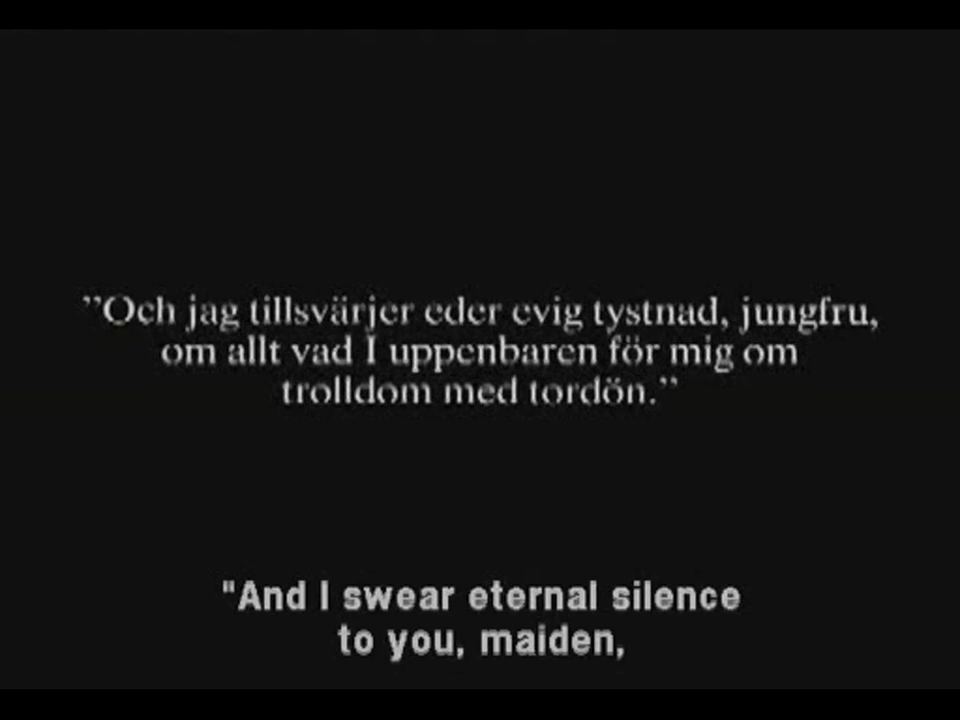 ”Och jag tillsvärjer eder evig tystnad, jungfru,
om allt vad I uppenbaren för mig om
trolldom med tordön.”
"And I swear eternal silence
to you, maiden,